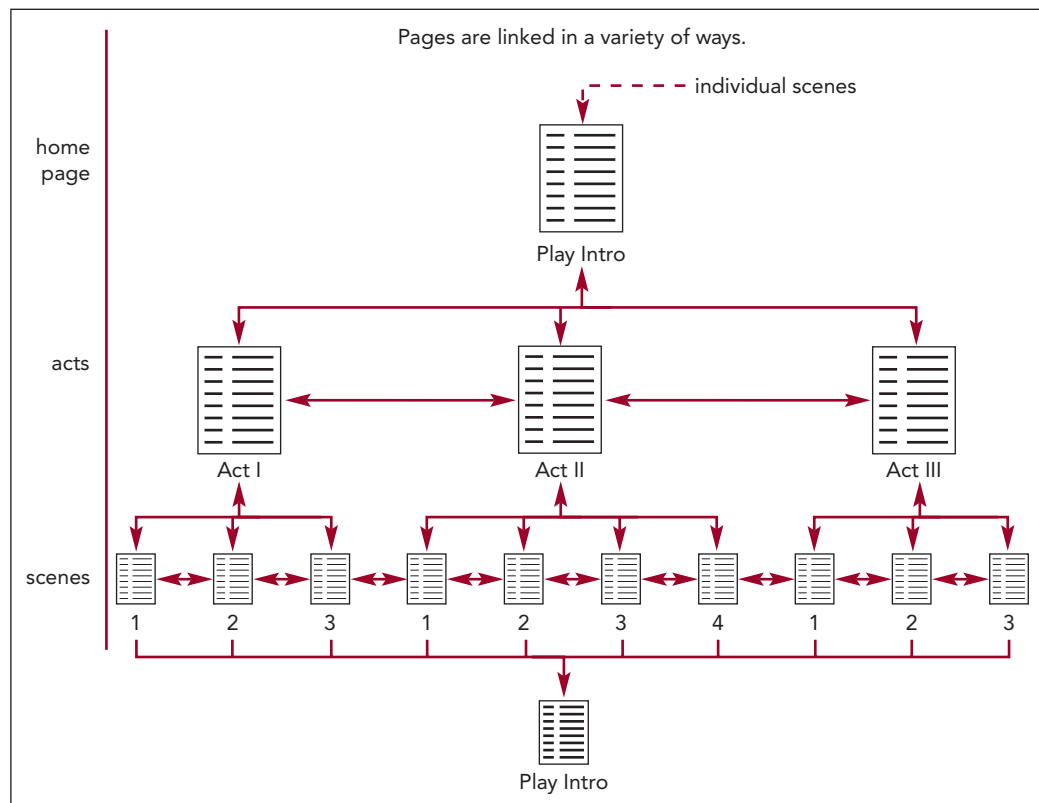 Pages are linked in a variety of ways.
individual scenes
home
page
Play Intro
acts
Act I
Act II
Act III
scenes
1 2 3 1 2 3 4 1 2 3
Play Intro